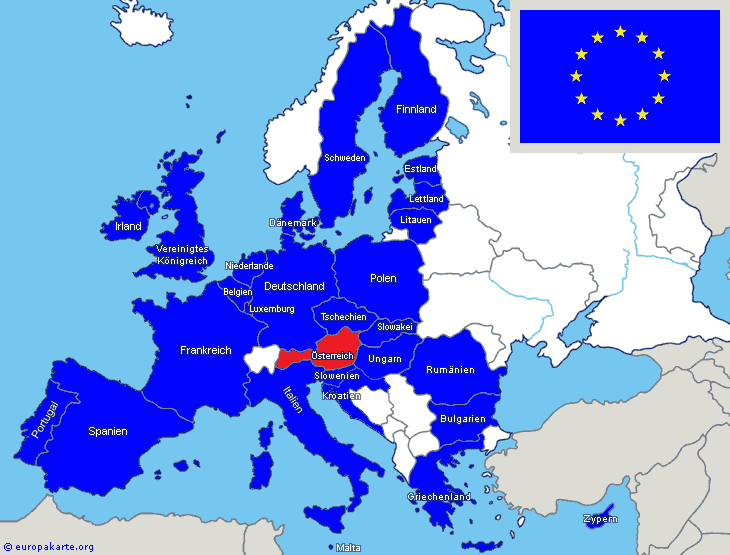 Finnland
Schweden
Estland
Lettland
Litauen
Dänemark
Irland
Vereinigtes
Königreich
Niederlande
Polen
Belgien
Deutschland
Luxemburg
Tschechien
Slowakei
Frankreich
Österreich
Ungarn
Rumänien
Slowenien
Kroatien
Italien
Portugal
Spanien
Bulgarien
Griechenland
Zypern
Malta
© europakarte.org